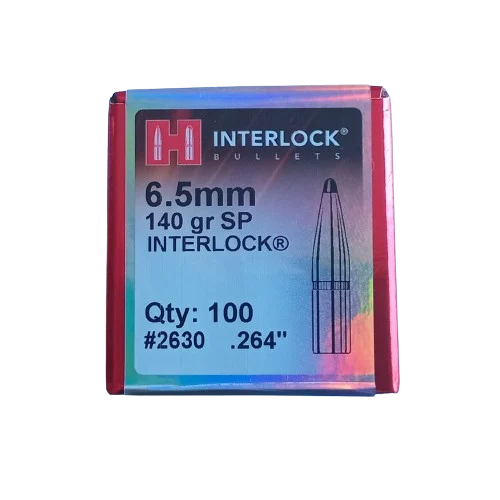 H INTERLOCK®
BULLETS
6.5mm
140 gr SP
INTERLOCK®
Qty: 100
#2630 .264"